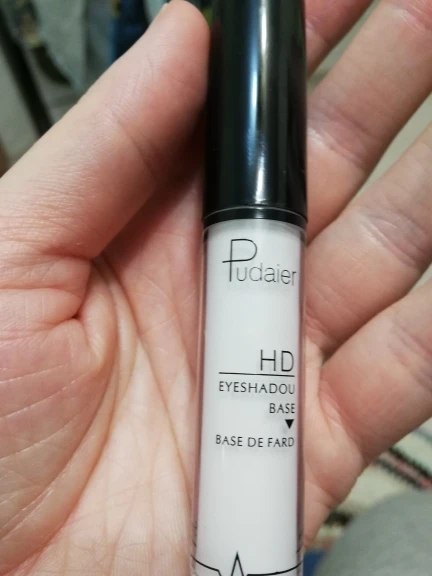 Pudaier
HD
EYESHADOU
BASE
BASE DE FARD